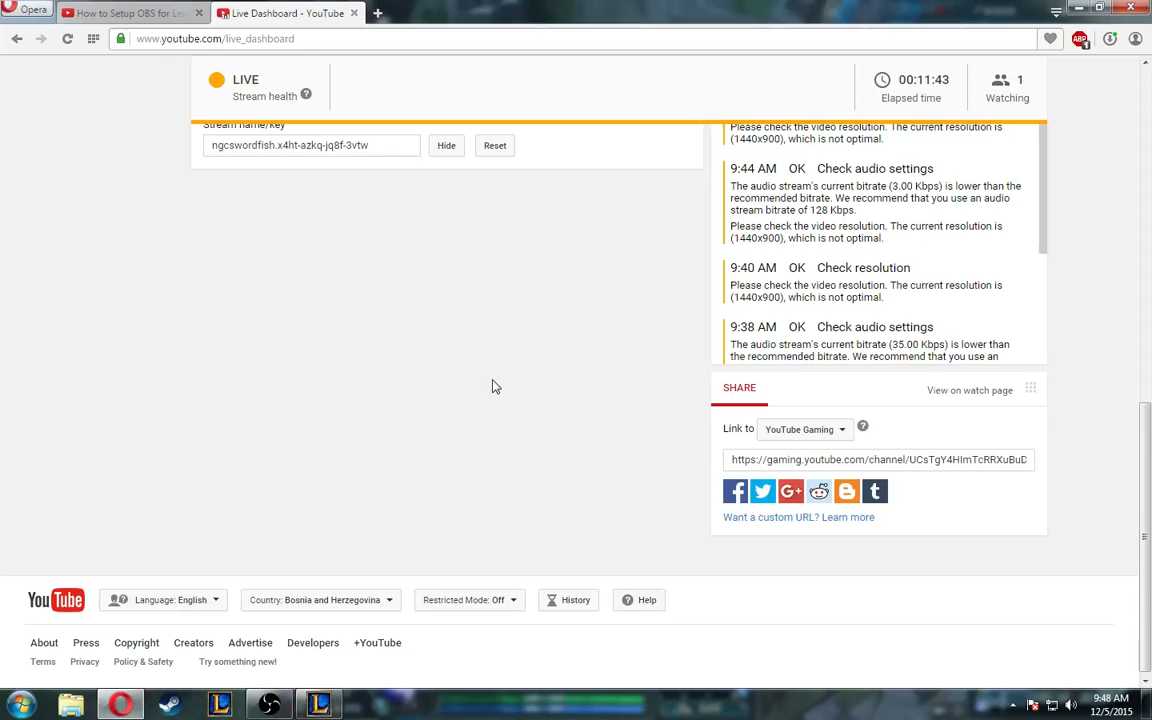 Opera
How to Setup OBS for Le
Live Dashboard - YouTube
www.youtube.com/live_dashboard
ABP
1
LIVE
Stream health
00:11:43
Elapsed time
1
Watching
Stream name/key
ngcswordfish.x4ht-azkq-jq8f-3vtw
Hide
Reset
Please check the video resolution. The current resolution is
(1440x900), which is not optimal.
9:44 AM OK Check audio settings
The audio stream's current bitrate (3.00 Kbps) is lower than the
recommended bitrate. We recommend that you use an audio
stream bitrate of 128 Kbps.
Please check the video resolution. The current resolution is
(1440x900), which is not optimal.
9:40 AM OK Check resolution
Please check the video resolution. The current resolution is
(1440x900), which is not optimal.
9:38 AM OK Check audio settings
The audio stream's current bitrate (35.00 Kbps) is lower than
the recommended bitrate. We recommend that you use an
SHARE
View on watch page
Link to
YouTube Gaming
https://gaming.youtube.com/channel/UCsTgY4HImTcRRXuBuD
Want a custom URL? Learn more
YouTube
Language: English
Country: Bosnia and Herzegovina
Restricted Mode: Off
History
Help
About Press Copyright Creators Advertise Developers +YouTube
Terms Privacy Policy & Safety Try something new!
9:48 AM
12/5/2015